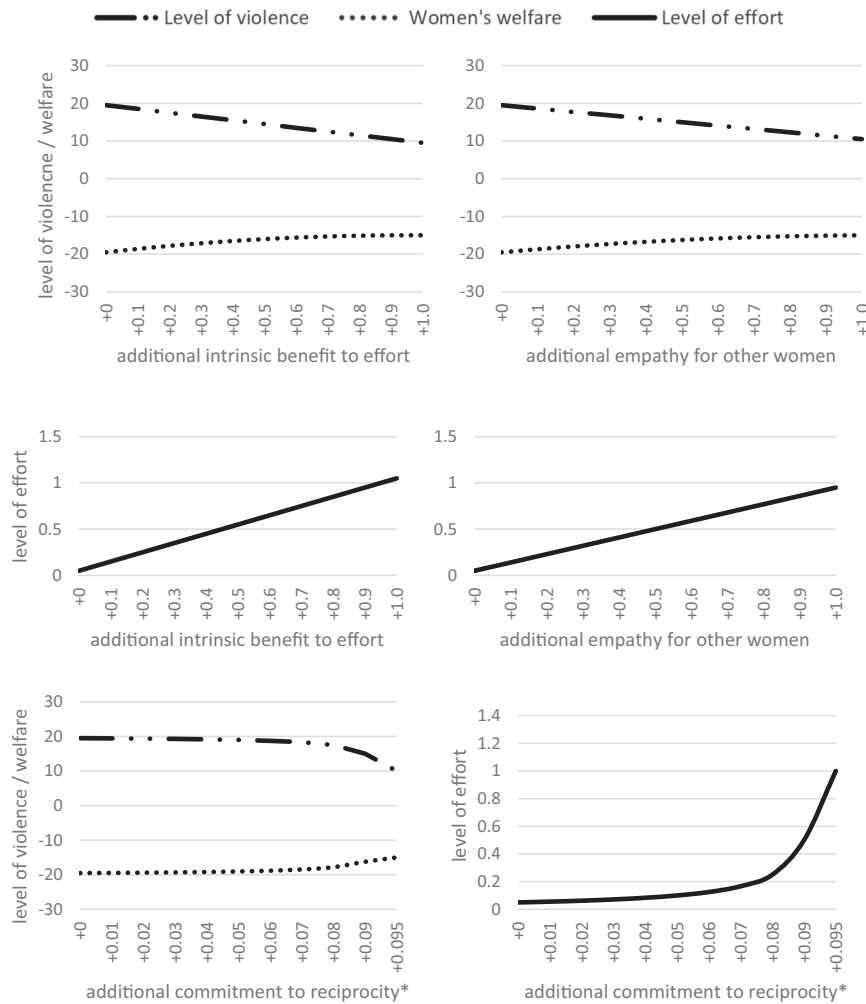 Level of violence Women's welfare Level of effort
level of violencne / welfare
30
20
10
0
-10
-20
-30
+0 +0.1 +0.2 +0.3 +0.4 +0.5 +0.6 +0.7 +0.8 +0.9 +1.0
additional intrinsic benefit to effort
30
20
10
0
-10
-20
-30
+0 +0.1 +0.2 +0.3 +0.4 +0.5 +0.6 +0.7 +0.8 +0.9 +1.0
additional empathy for other women
level of effort
1.5
1
0.5
0
+0 +0.1 +0.2 +0.3 +0.4 +0.5 +0.6 +0.7 +0.8 +0.9 +1.0
additional intrinsic benefit to effort
1.5
1
0.5
0
+0 +0.1 +0.2 +0.3 +0.4 +0.5 +0.6 +0.7 +0.8 +0.9 +1.0
additional empathy for other women
level of violence / welfare
30
20
10
0
-10
-20
-30
+0 +0.01 +0.02 +0.03 +0.04 +0.05 +0.06 +0.07 +0.08 +0.09 +0.095
additional commitment to reciprocity*
level of effort
1.4
1.2
1
0.8
0.6
0.4
0.2
0
+0 +0.01 +0.02 +0.03 +0.04 +0.05 +0.06 +0.07 +0.08 +0.09 +0.095
additional commitment to reciprocity*